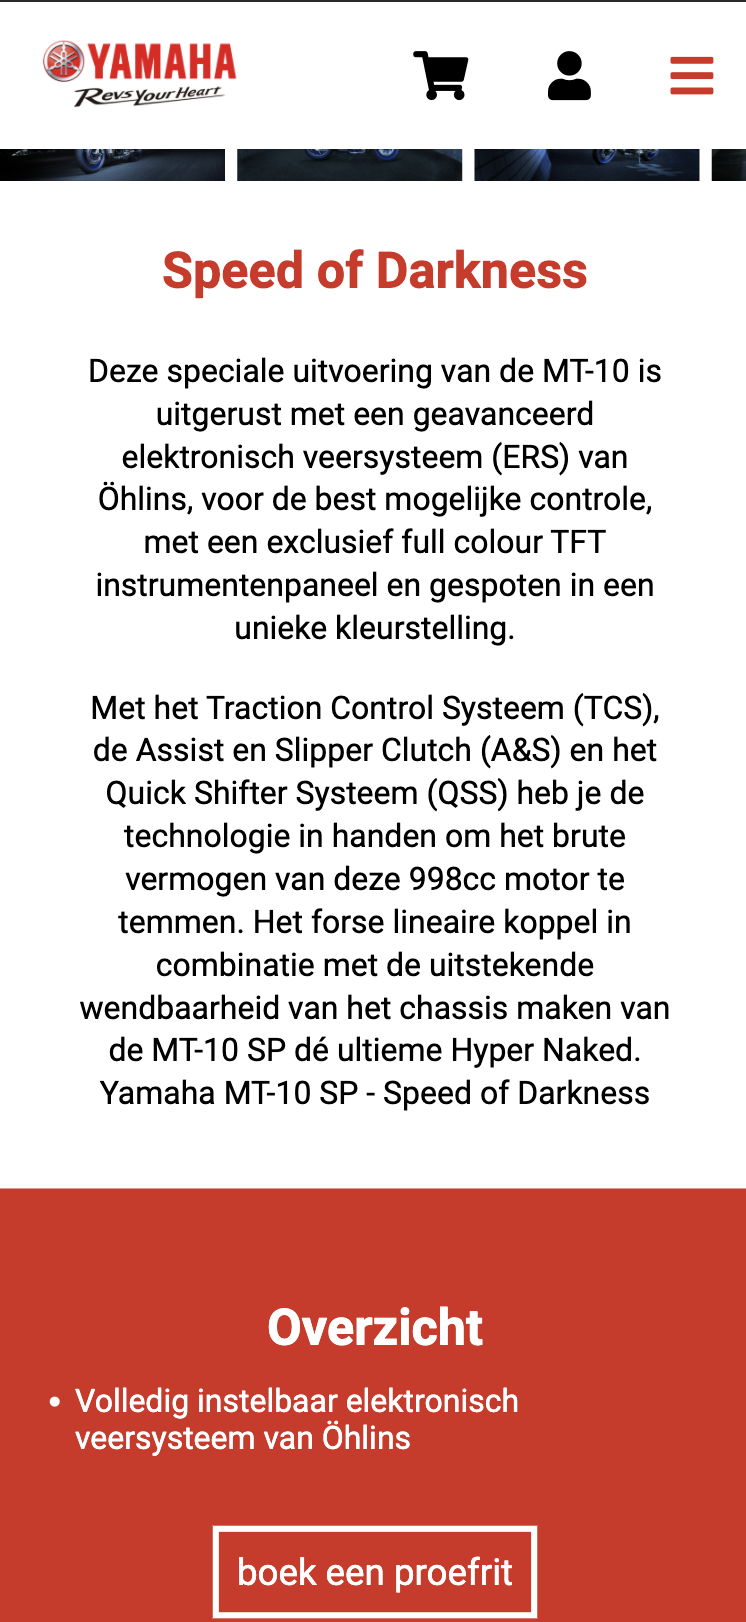 YAMAHA
Revs Your Heart
Speed of Darkness
Deze speciale uitvoering van de MT-10 is
uitgerust met een geavanceerd
elektronisch veersysteem (ERS) van
Öhlins, voor de best mogelijke controle,
met een exclusief full colour TFT
instrumentenpaneel en gespoten in een
unieke kleurstelling.
Met het Traction Control Systeem (TCS),
de Assist en Slipper Clutch (A&S) en het
Quick Shifter Systeem (QSS) heb je de
technologie in handen om het brute
vermogen van deze 998cc motor te
temmen. Het forse lineaire koppel in
combinatie met de uitstekende
wendbaarheid van het chassis maken van
de MT-10 SP dé ultieme Hyper Naked.
Yamaha MT-10 SP - Speed of Darkness
Overzicht
• Volledig instelbaar elektronisch
veersysteem van Öhlins
boek een proefrit